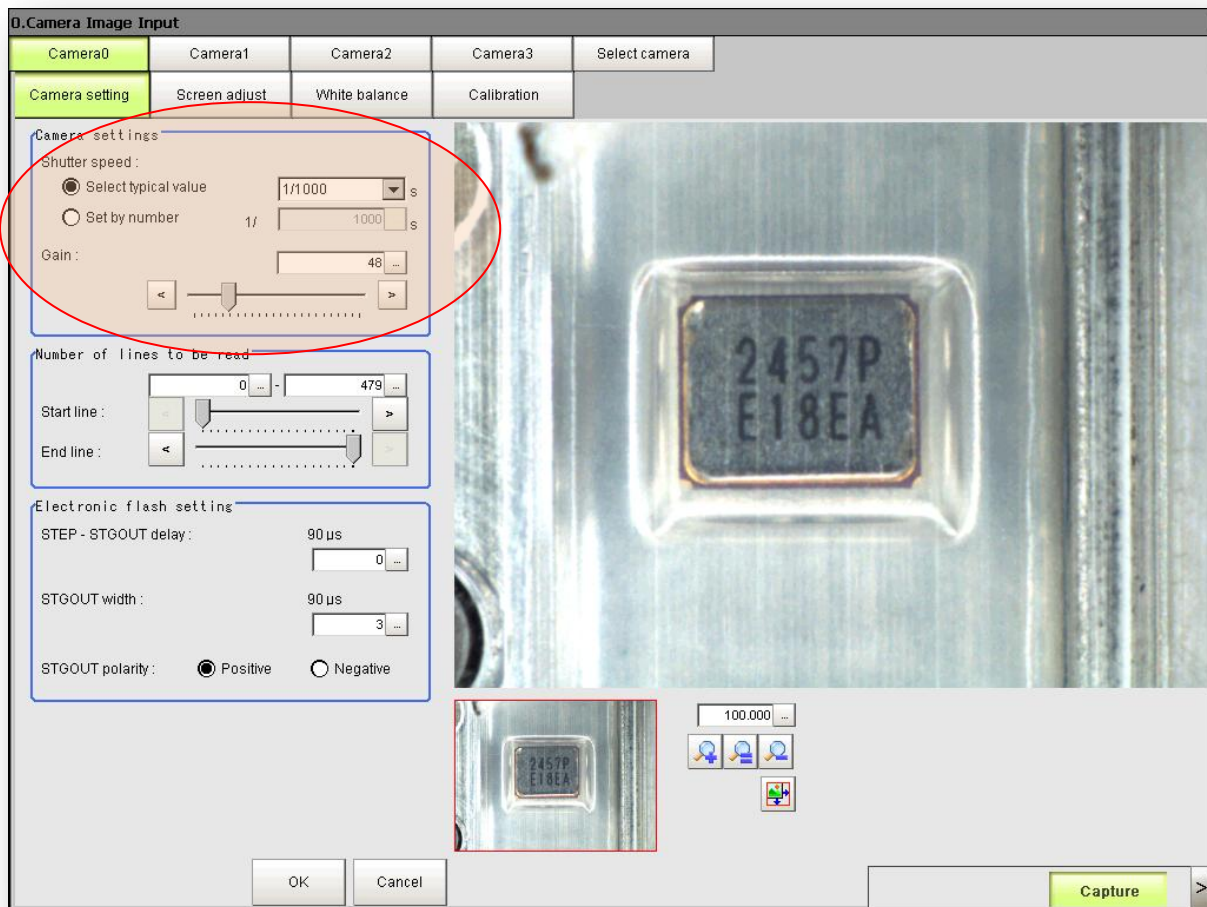 0.Camera Image Input
Camera0 Camera1 Camera2 Camera3 Select camera
Camera setting Screen adjust White balance Calibration
Camera settings
Shutter speed :
Select typical value 1/1000 s
Set by number 1/ 1000 s
Gain :
48 ...
< >
Number of lines to be read
0 ... - 479 ...
Start line : < >
End line : < >
Electronic flash setting
STEP - STGOUT delay : 90 µs
0 ...
STGOUT width : 90 µs
3 ...
STGOUT polarity : Positive Negative
2457P
E18EA
2457P
E18EA
100.000 ...
OK Cancel
Capture >